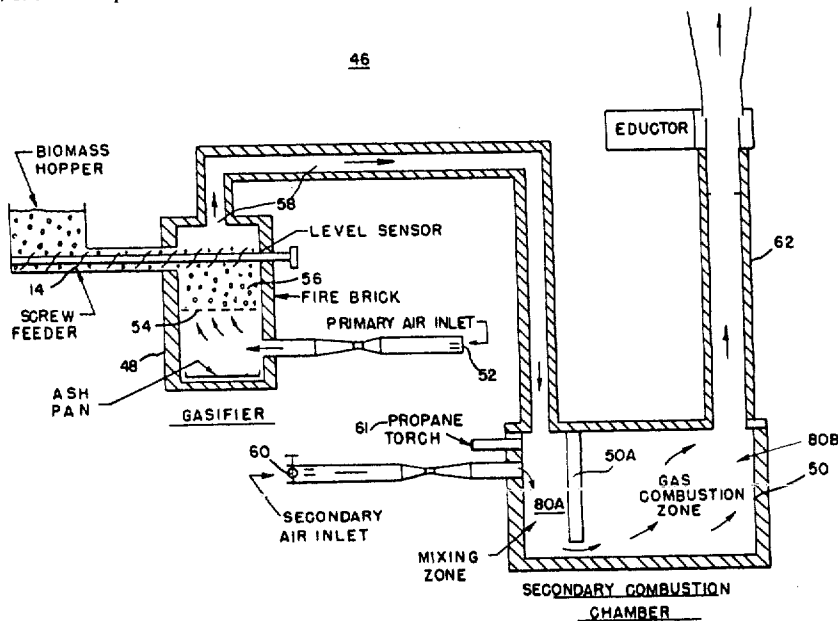 46
EDUCTOR
BIOMASS
HOPPER
58
LEVEL SENSOR
62
14
56
FIRE BRICK
SCREW
FEEDER
54
PRIMARY AIR INLET
48
52
ASH
PAN
GASIFIER
61
PROPANE
TORCH
60
50A
80B
50
GAS
COMBUSTION
ZONE
80A
SECONDARY
AIR INLET
MIXING
ZONE
SECONDARY COMBUSTION
CHAMBER